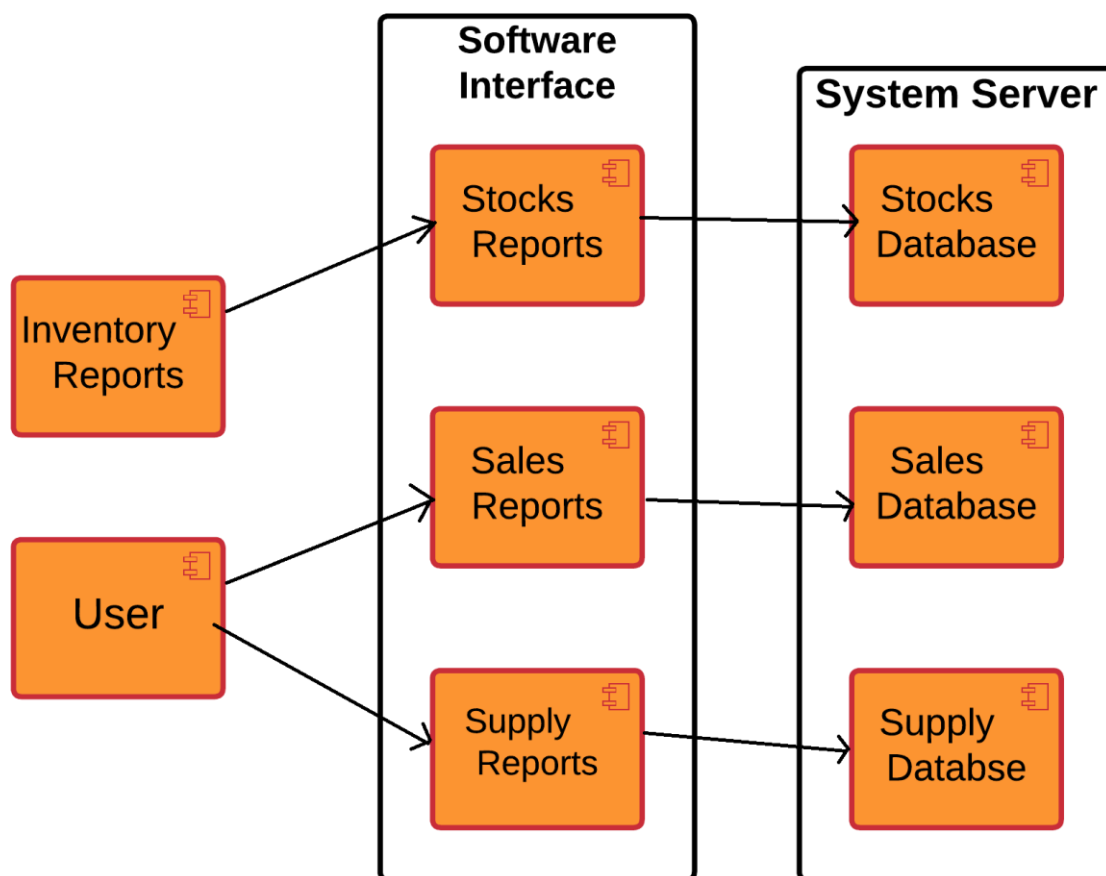 Software
Interface
System Server
Stocks
Reports
Stocks
Database
Inventory
Reports
Sales
Reports
Sales
Database
User
Supply
Reports
Supply
Databse